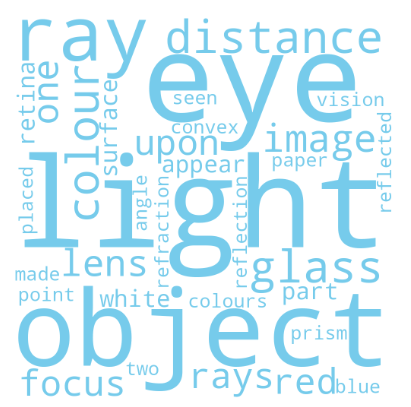 ray distance
eye
retina one colour surface seen vision
convex
upon image
appear paper reflected
placed angle refraction reflection
light
lens glass
made
point white colours part
object
prism
two
focus rays red blue